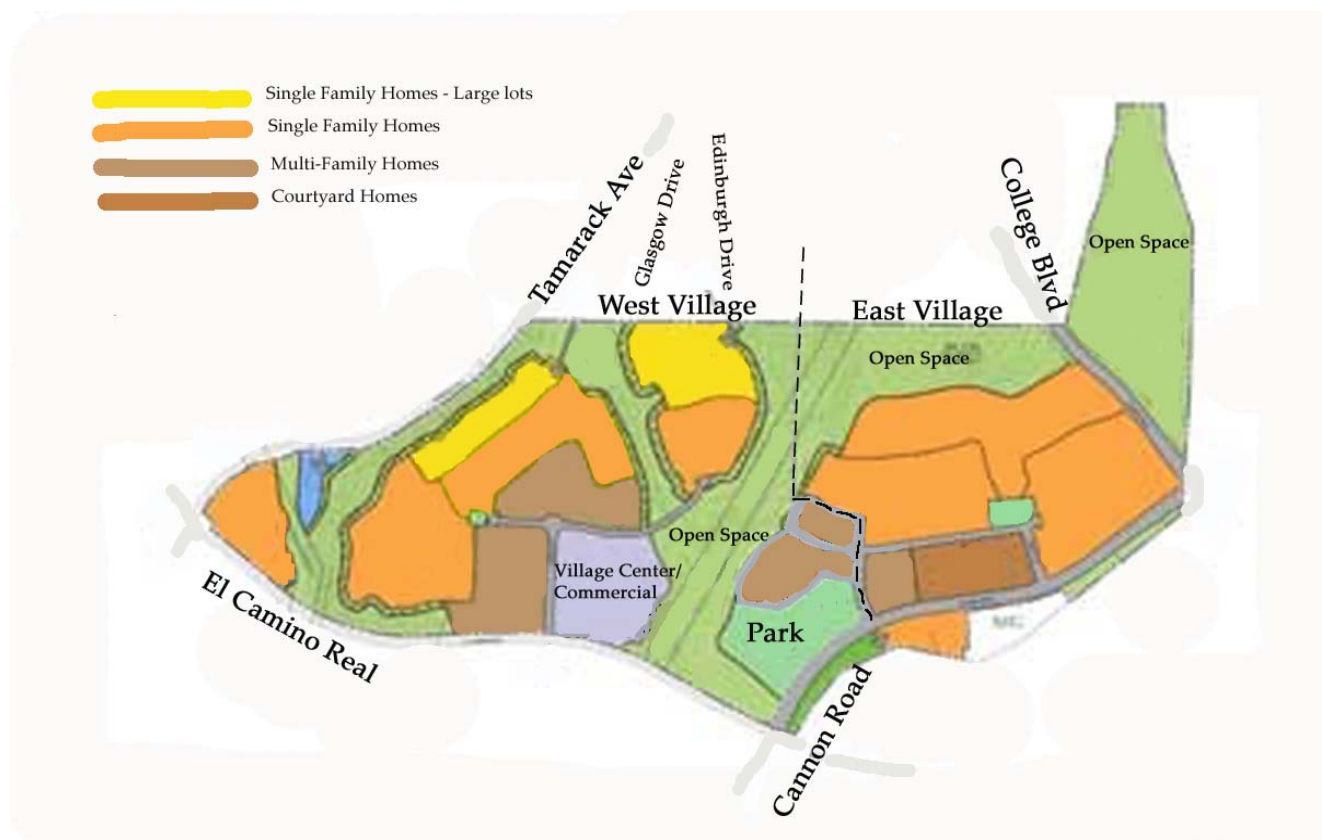 Single Family Homes - Large lots
Single Family Homes
Multi-Family Homes
Courtyard Homes
Tamarack Ave
Glasgow Drive
Edinburgh Drive
College Blvd
Open Space
West Village
East Village
Open Space
Open Space
Village Center/
Commercial
El Camino Real
Park
Cannon Road